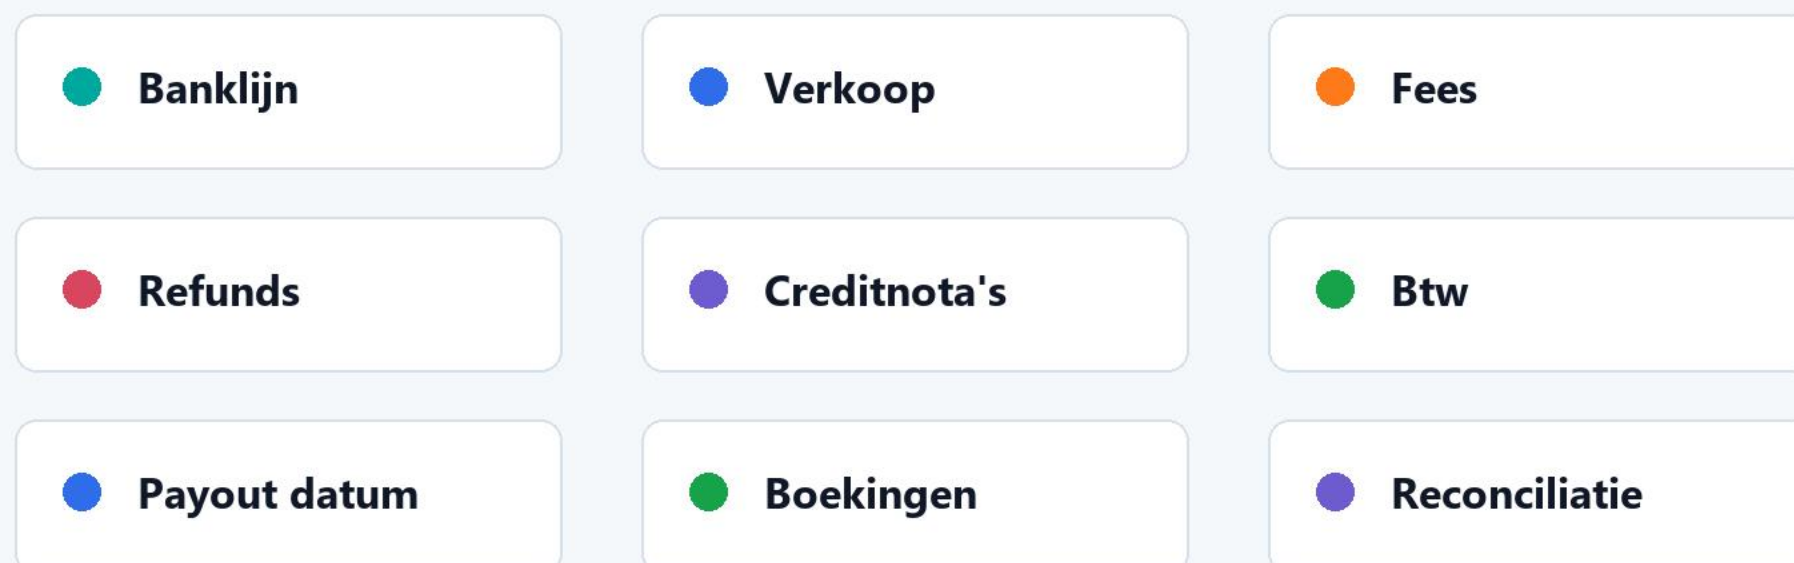 Banklijn
Verkoop
Fees
Refunds
Creditnota's
Btw
Payout datum
Boekingen
Reconciliatie